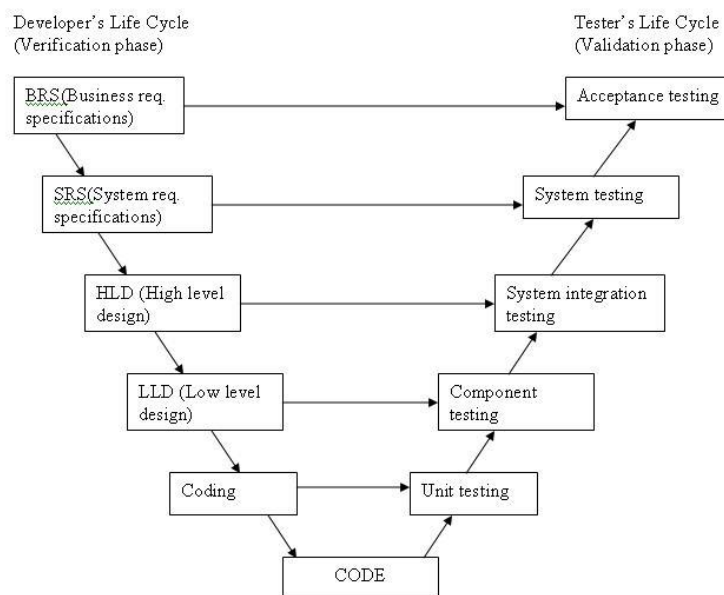 Developer's Life Cycle
(Verification phase)
Tester's Life Cycle
(Validation phase)
BRS(Business req.
specifications)
Acceptance testing
SRS(System req.
specifications)
System testing
HLD (High level
design)
System integration
testing
LLD (Low level
design)
Component
testing
Coding
Unit testing
CODE